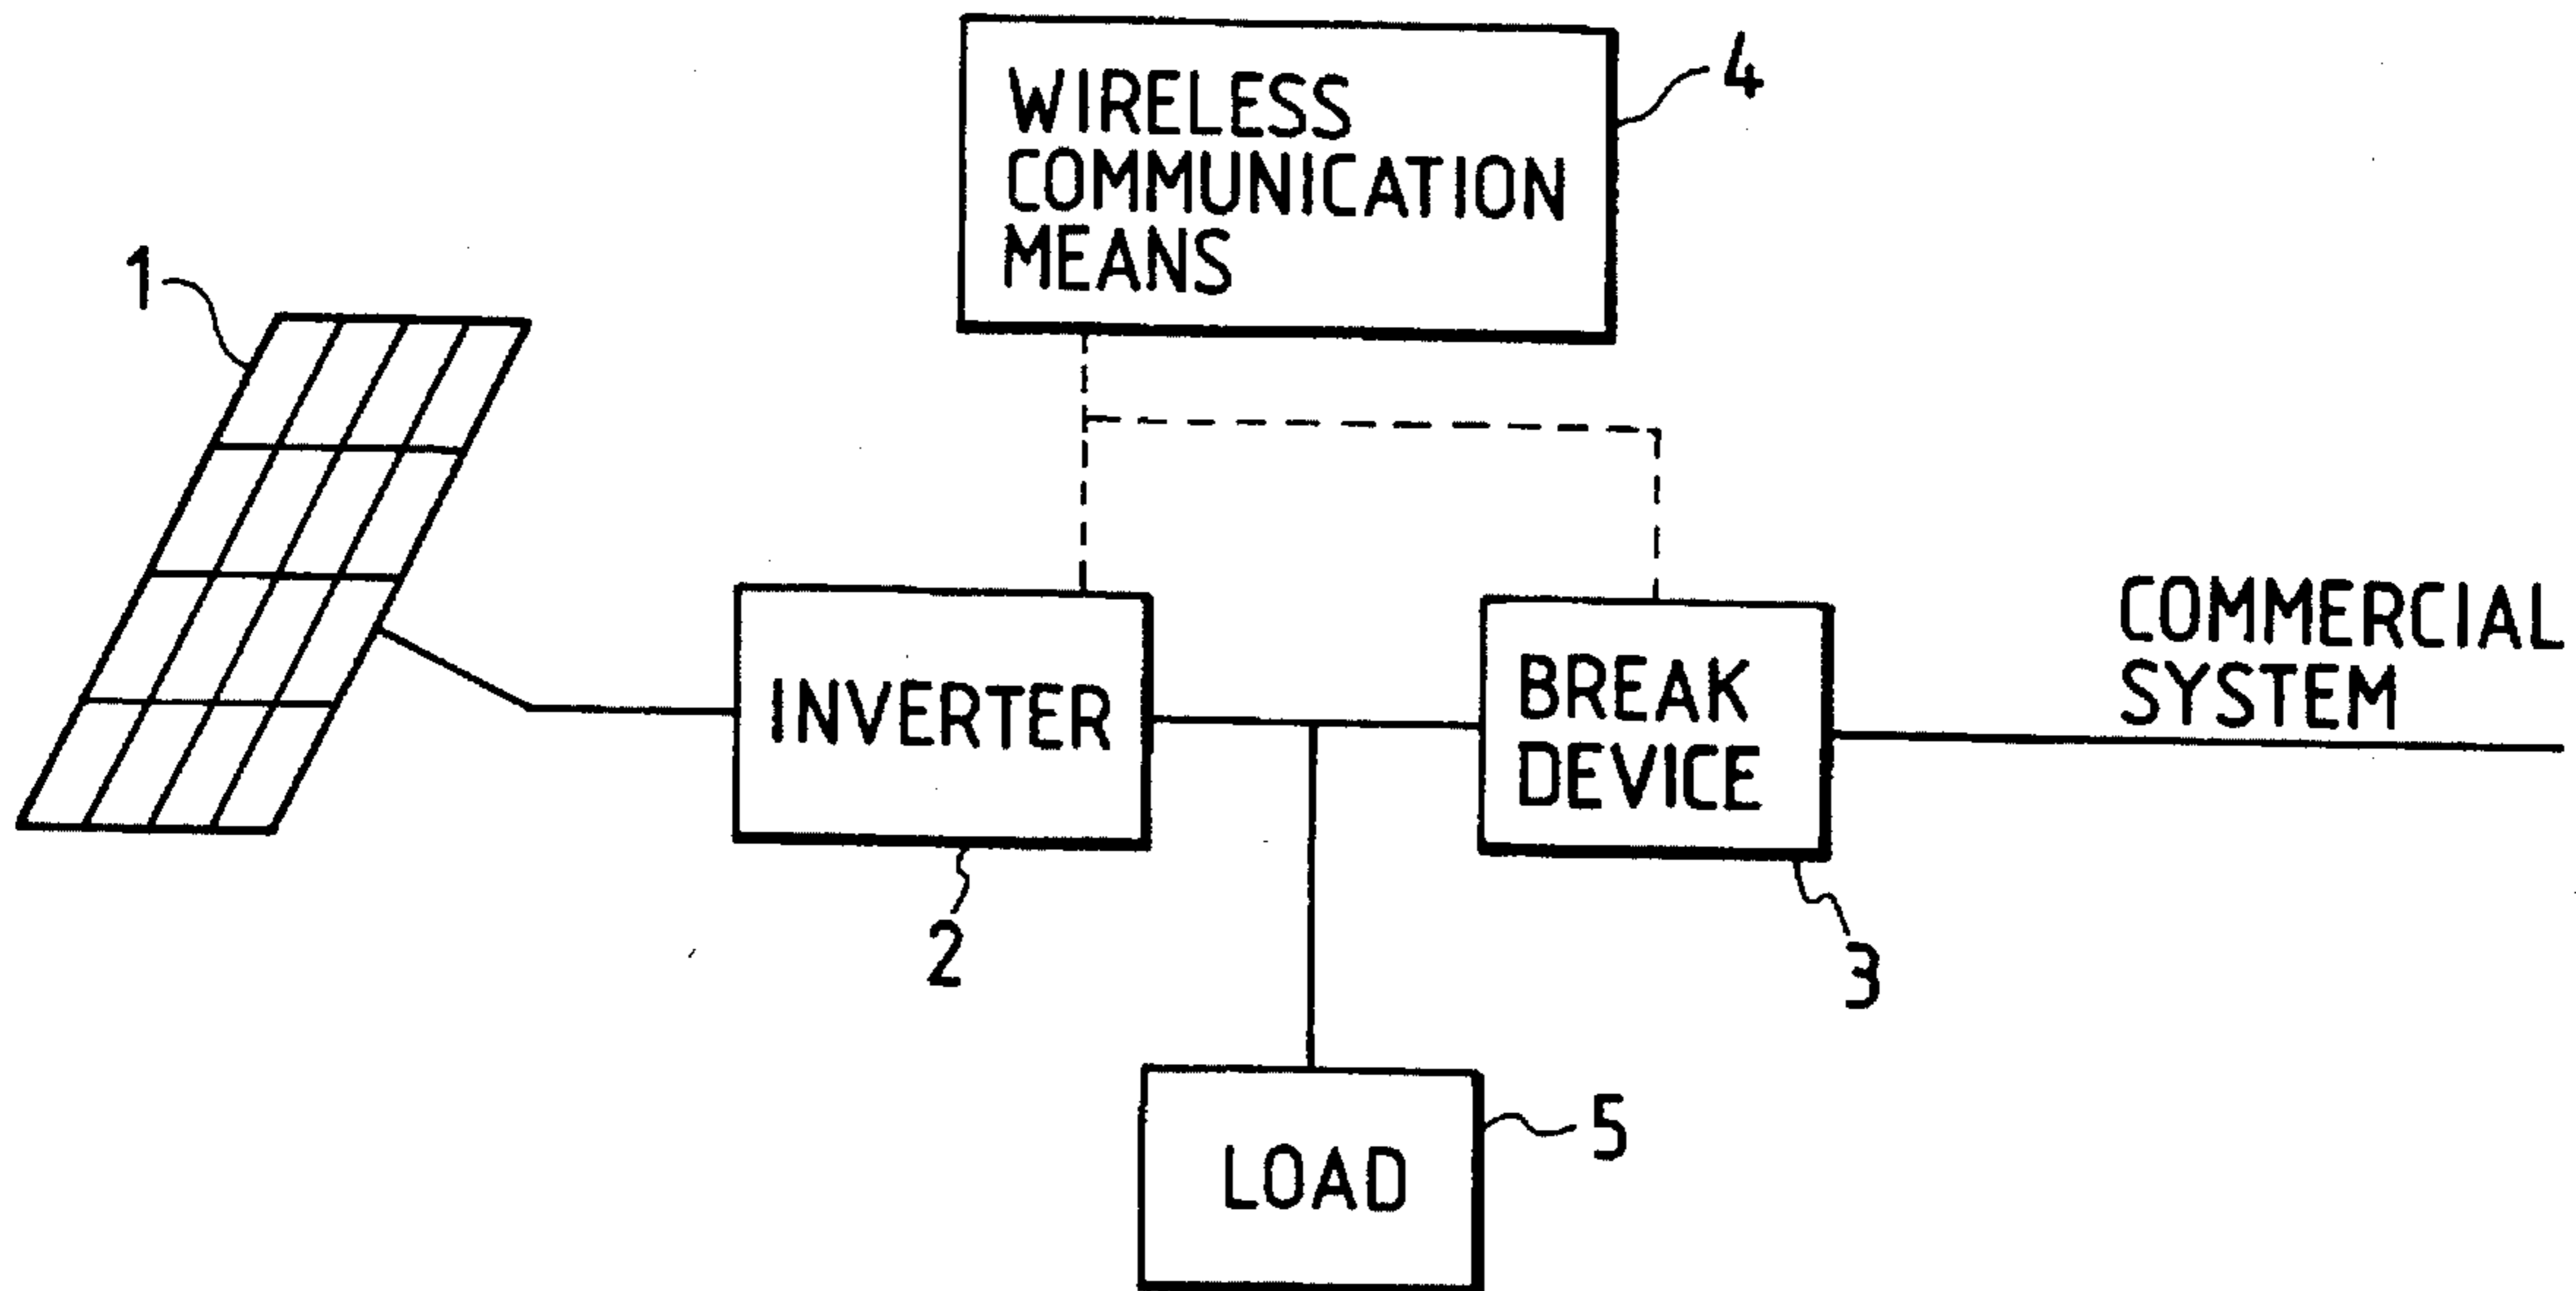 WIRELESS
COMMUNICATION
MEANS
4
1
INVERTER
2
BREAK
DEVICE
3
COMMERCIAL
SYSTEM
LOAD
5